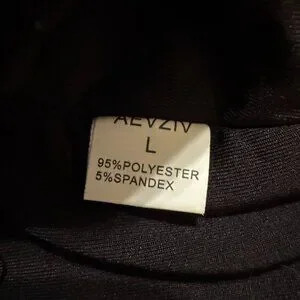 AEVZIV
L
95%POLYESTER
5%SPANDEX